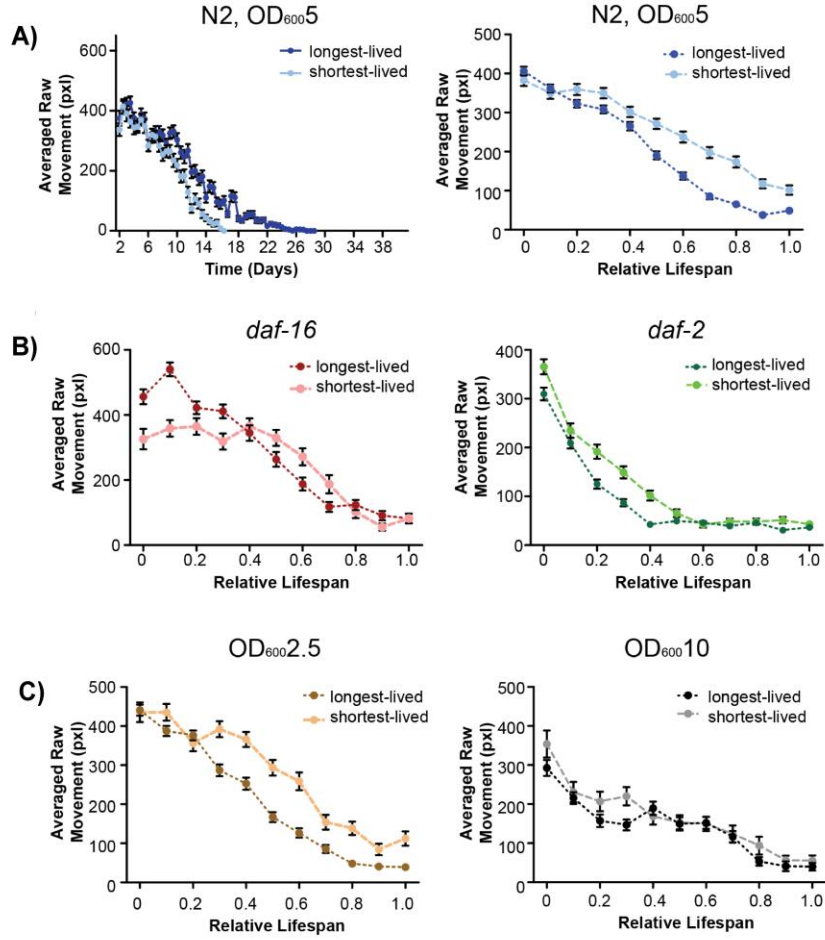 A)
N2, OD₆₀₀5
longest-lived
shortest-lived
Averaged Raw
Movement (pxl)
600
400
200
0
2 6 10 14 18 22 26 30 34 38
Time (Days)
N2, OD₆₀₀5
longest-lived
shortest-lived
Averaged Raw
Movement (pxl)
500
400
300
200
100
0
0 0.2 0.4 0.6 0.8 1.0
Relative Lifespan
B)
daf-16
longest-lived
shortest-lived
Averaged Raw
Movement (pxl)
600
400
200
0
0 0.2 0.4 0.6 0.8 1.0
Relative Lifespan
daf-2
longest-lived
shortest-lived
Averaged Raw
Movement (pxl)
400
300
200
100
0
0 0.2 0.4 0.6 0.8 1.0
Relative Lifespan
C)
OD₆₀₀2.5
longest-lived
shortest-lived
Averaged Raw
Movement (pxl)
500
400
300
200
100
0
0 0.2 0.4 0.6 0.8 1.0
Relative Lifespan
OD₆₀₀10
longest-lived
shortest-lived
Averaged Raw
Movement (pxl)
500
400
300
200
100
0
0 0.2 0.4 0.6 0.8 1.0
Relative Lifespan